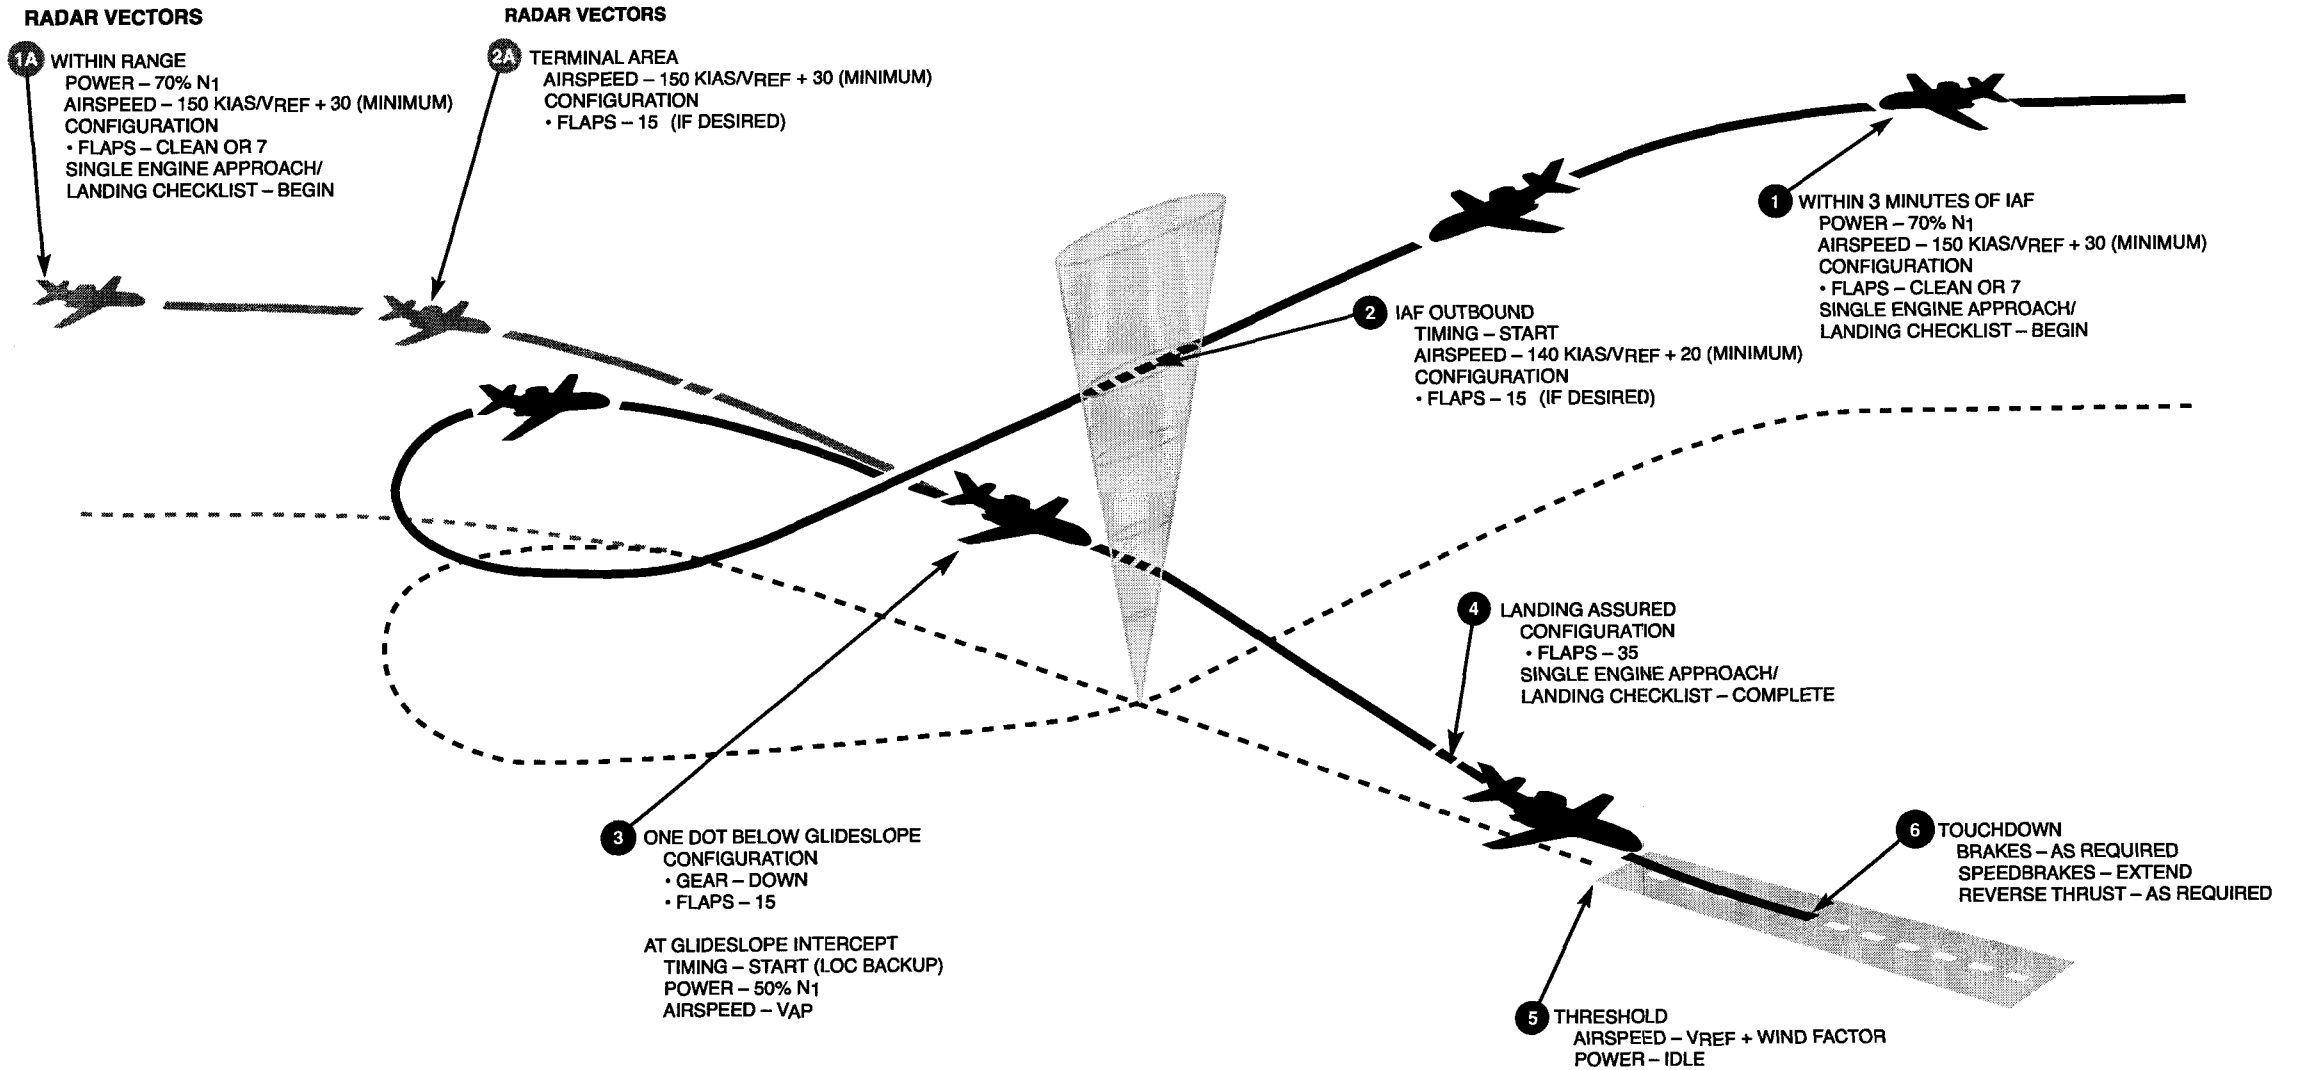 RADAR VECTORS
1A WITHIN RANGE
POWER – 70% N1
AIRSPEED – 150 KIAS/VREF + 30 (MINIMUM)
CONFIGURATION
• FLAPS – CLEAN OR 7
SINGLE ENGINE APPROACH/
LANDING CHECKLIST – BEGIN
RADAR VECTORS
2A TERMINAL AREA
AIRSPEED – 150 KIAS/VREF + 30 (MINIMUM)
CONFIGURATION
• FLAPS – 15 (IF DESIRED)
1 WITHIN 3 MINUTES OF IAF
POWER – 70% N1
AIRSPEED – 150 KIAS/VREF + 30 (MINIMUM)
CONFIGURATION
• FLAPS – CLEAN OR 7
SINGLE ENGINE APPROACH/
LANDING CHECKLIST – BEGIN
2 IAF OUTBOUND
TIMING – START
AIRSPEED – 140 KIAS/VREF + 20 (MINIMUM)
CONFIGURATION
• FLAPS – 15 (IF DESIRED)
3 ONE DOT BELOW GLIDESLOPE
CONFIGURATION
• GEAR – DOWN
• FLAPS – 15
AT GLIDESLOPE INTERCEPT
TIMING – START (LOC BACKUP)
POWER – 50% N1
AIRSPEED – VAP
4 LANDING ASSURED
CONFIGURATION
• FLAPS – 35
SINGLE ENGINE APPROACH/
LANDING CHECKLIST – COMPLETE
5 THRESHOLD
AIRSPEED – VREF + WIND FACTOR
POWER – IDLE
6 TOUCHDOWN
BRAKES – AS REQUIRED
SPEEDBRAKES – EXTEND
REVERSE THRUST – AS REQUIRED